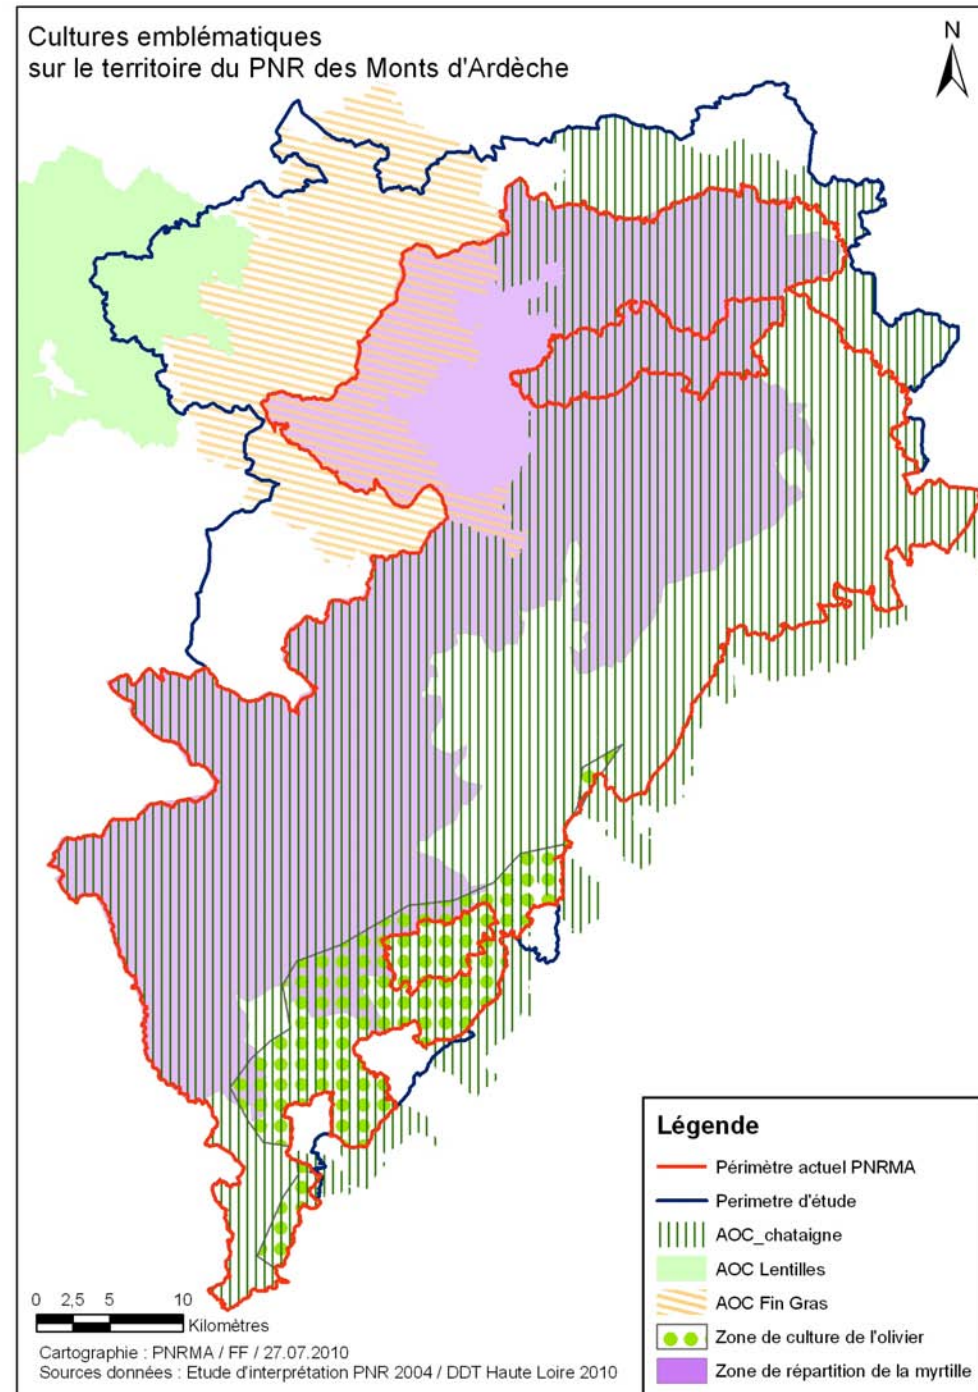 Cultures emblématiques
sur le territoire du PNR des Monts d'Ardèche
N
Légende
Périmètre actuel PNRMA
Perimetre d'étude
AOC_chataigne
AOC Lentilles
AOC Fin Gras
Zone de culture de l'olivier
Zone de répartition de la myrtille
0 2,5 5 10
Kilomètres
Cartographie : PNRMA / FF / 27.07.2010
Sources données : Etude d'interprétation PNR 2004 / DDT Haute Loire 2010